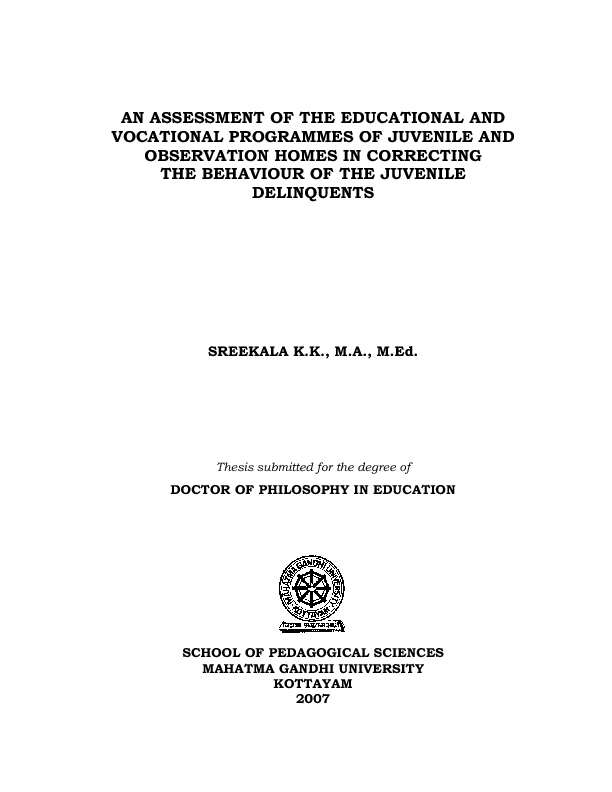 AN ASSESSMENT OF THE EDUCATIONAL AND
VOCATIONAL PROGRAMMES OF JUVENILE AND
OBSERVATION HOMES IN CORRECTING
THE BEHAVIOUR OF THE JUVENILE
DELINQUENTS
SREEKALA K.K., M.A., M.Ed.
Thesis submitted for the degree of
DOCTOR OF PHILOSOPHY IN EDUCATION
MAHATMA GANDHI UNIVERSITY
KOTTAYAM
SCHOOL OF PEDAGOGICAL SCIENCES
MAHATMA GANDHI UNIVERSITY
KOTTAYAM
2007